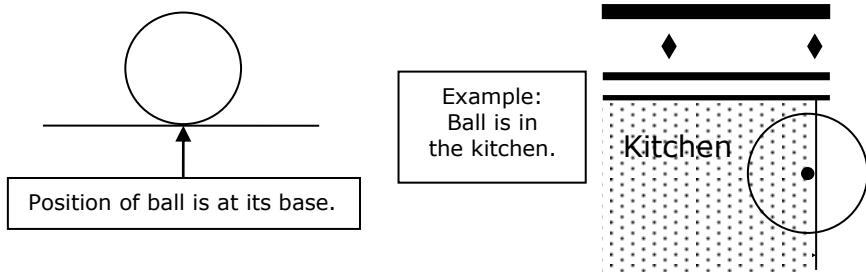 Position of ball is at its base.
Example:
Ball is in
the kitchen.
Kitchen